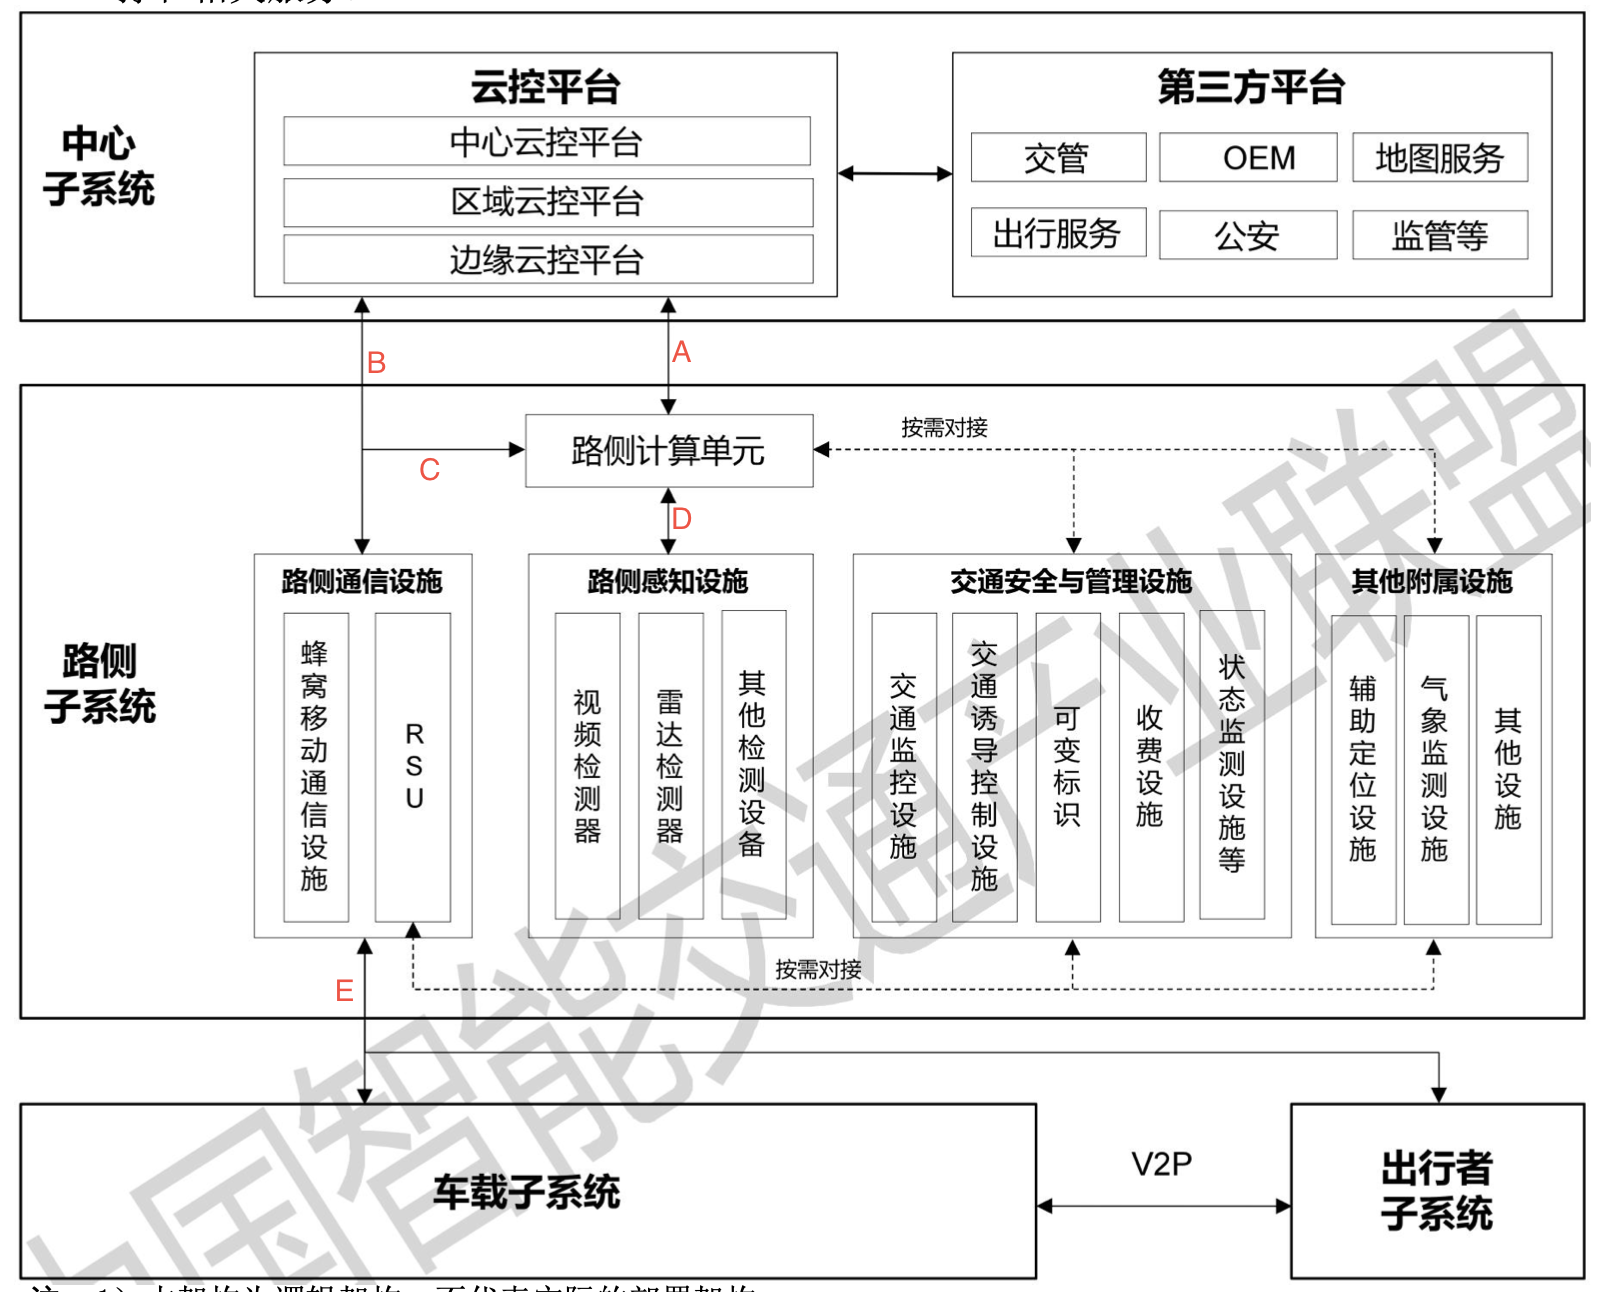 中心
子系统
云控平台
中心云控平台
区域云控平台
边缘云控平台
第三方平台
交管
OEM
地图服务
出行服务
公安
监管等
B
A
路侧
子系统
路侧计算单元
按需对接
C
D
路侧通信设施
蜂窝移动通信设施
RSU
路侧感知设施
视频检测器
雷达检测器
其他检测设备
交通安全与管理设施
交通监控设施
交通诱导控制设施
可变标识
收费设施
状态监测设施等
其他附属设施
辅助定位设施
气象监测设施
其他设施
按需对接
E
车载子系统
V2P
出行者
子系统
中国智能交通产业联盟